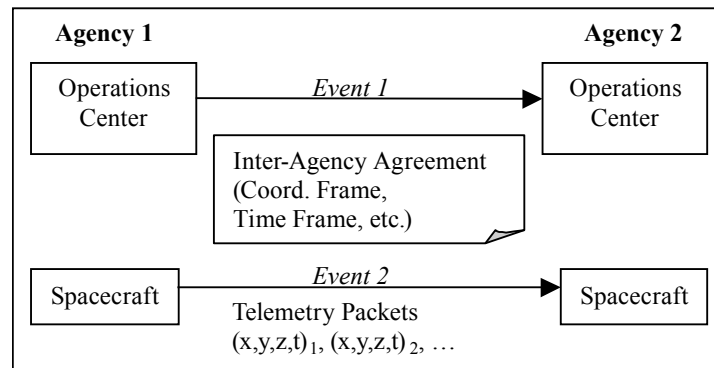 Agency 1
Agency 2
Operations
Center
Event 1
Operations
Center
Inter-Agency Agreement
(Coord. Frame,
Time Frame, etc.)
Spacecraft
Event 2
Spacecraft
Telemetry Packets
(x,y,z,t)1, (x,y,z,t)2, …